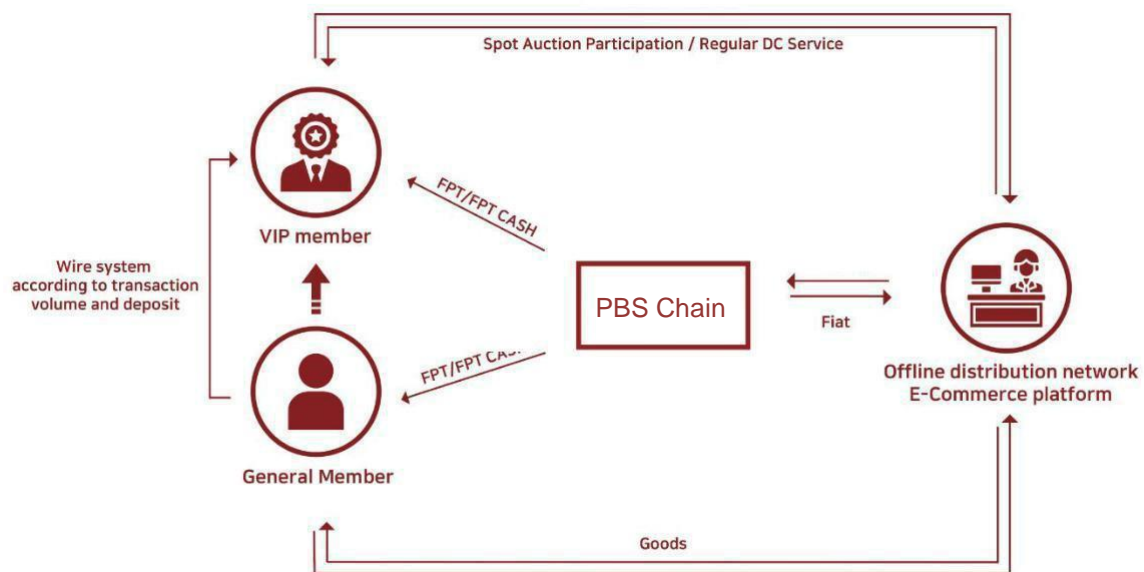 Spot Auction Participation / Regular DC Service
FPT/FPT CASH
VIP member
Wire system
according to transaction
volume and deposit
PBS Chain
Fiat
FPT/FPT
Offline distribution network
E-Commerce platform
General Member
Goods